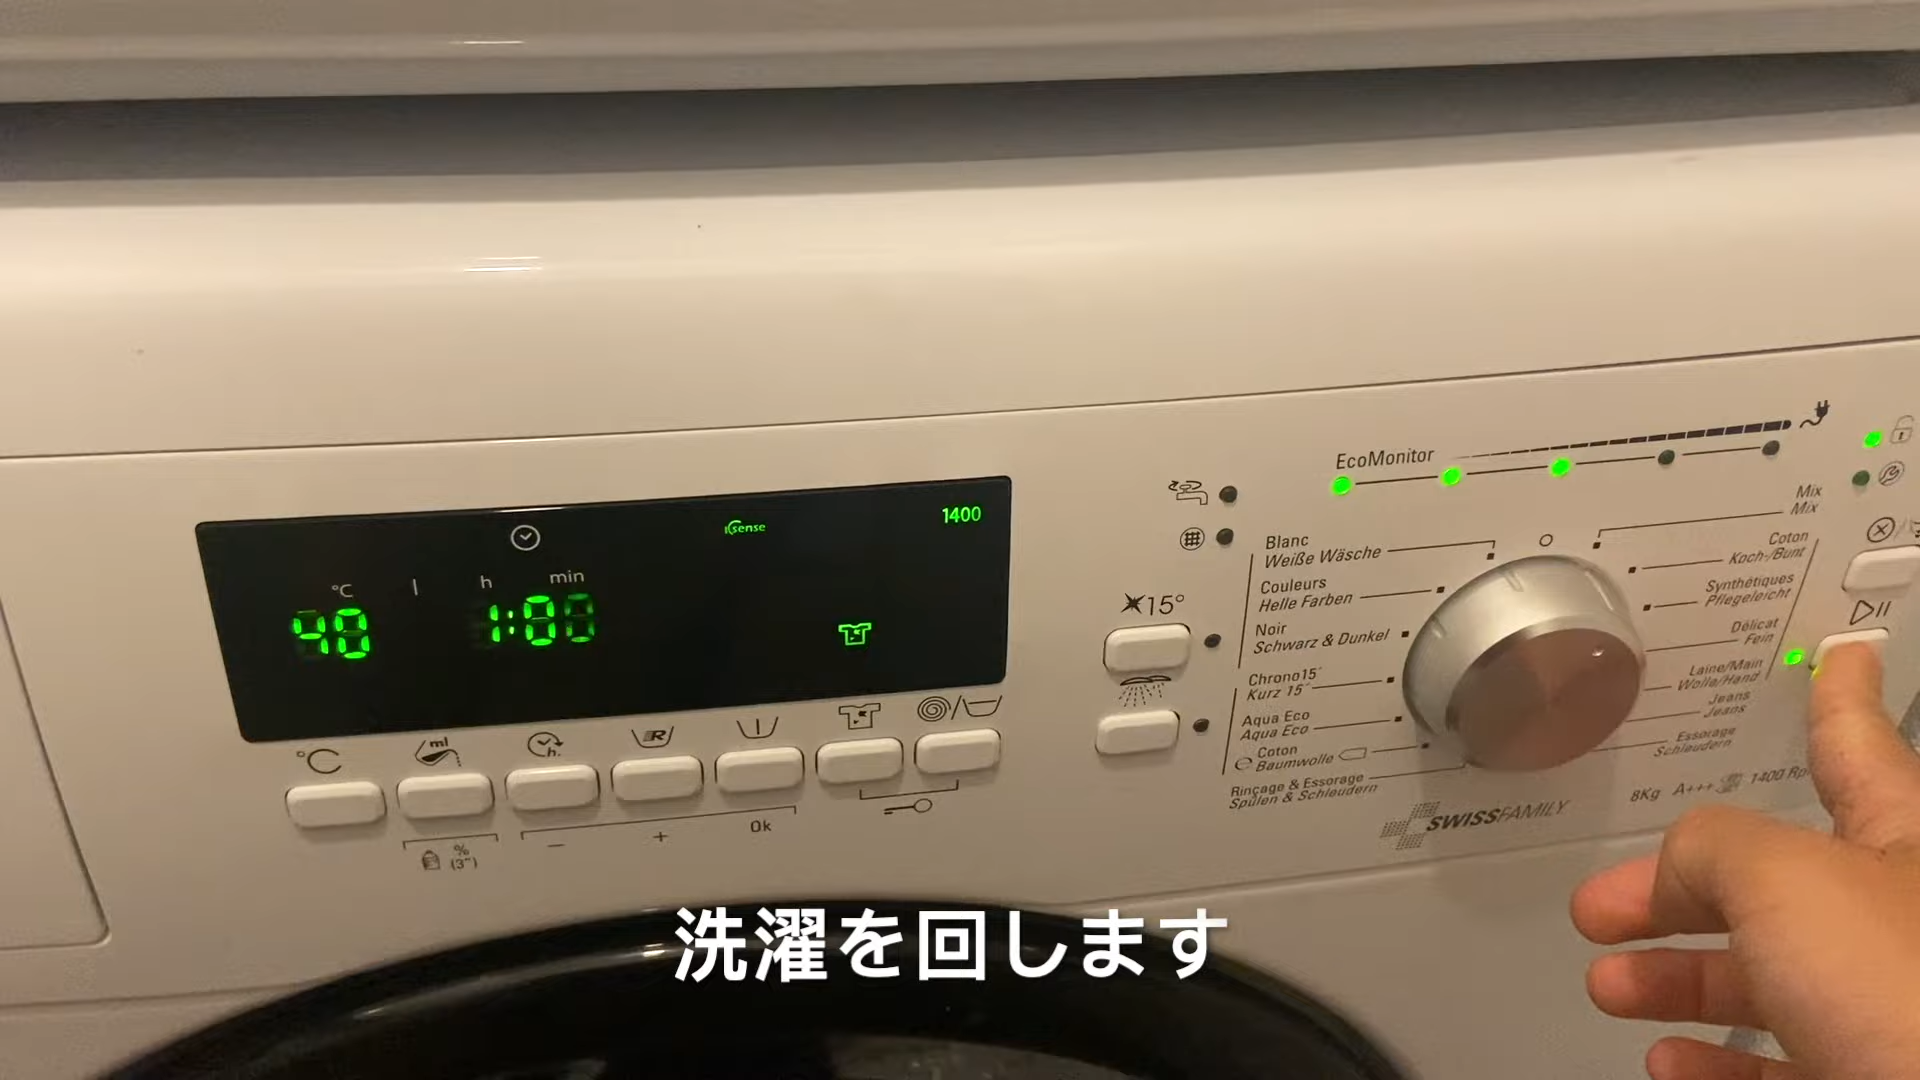 EcoMonitor
1400
6thsense
°C
l
h
min
40
1:00
Mix
Mix
Coton
Koch-/Bunt
Synthétiques
Pflegeleicht
Délicat
Fein
Laine/Main
Wolle/Hand
Jeans
Jeans
Essorage
Schleudern
Blanc
Weiße Wäsche
Couleurs
Helle Farben
Noir
Schwarz & Dunkel
Chrono15´
Kurz 15´
Aqua Eco
Aqua Eco
Coton
Baumwolle
Rinçage & Essorage
Spülen & Schleudern
15°
°C
ml
h.
R
% 
(3")
−
+
Ok
8Kg A+++ 1400 Rp
SWISSFAMILY
洗濯を回します